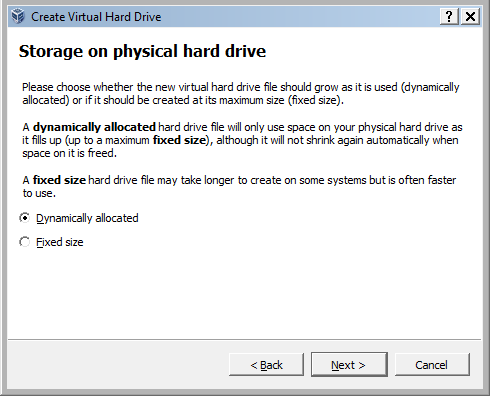 Create Virtual Hard Drive
?
Storage on physical hard drive
Please choose whether the new virtual hard drive file should grow as it is used (dynamically
allocated) or if it should be created at its maximum size (fixed size).
A dynamically allocated hard drive file will only use space on your physical hard drive as
it fills up (up to a maximum fixed size), although it will not shrink again automatically when
space on it is freed.
A fixed size hard drive file may take longer to create on some systems but is often faster
to use.
Dynamically allocated
Fixed size
< Back Next > Cancel